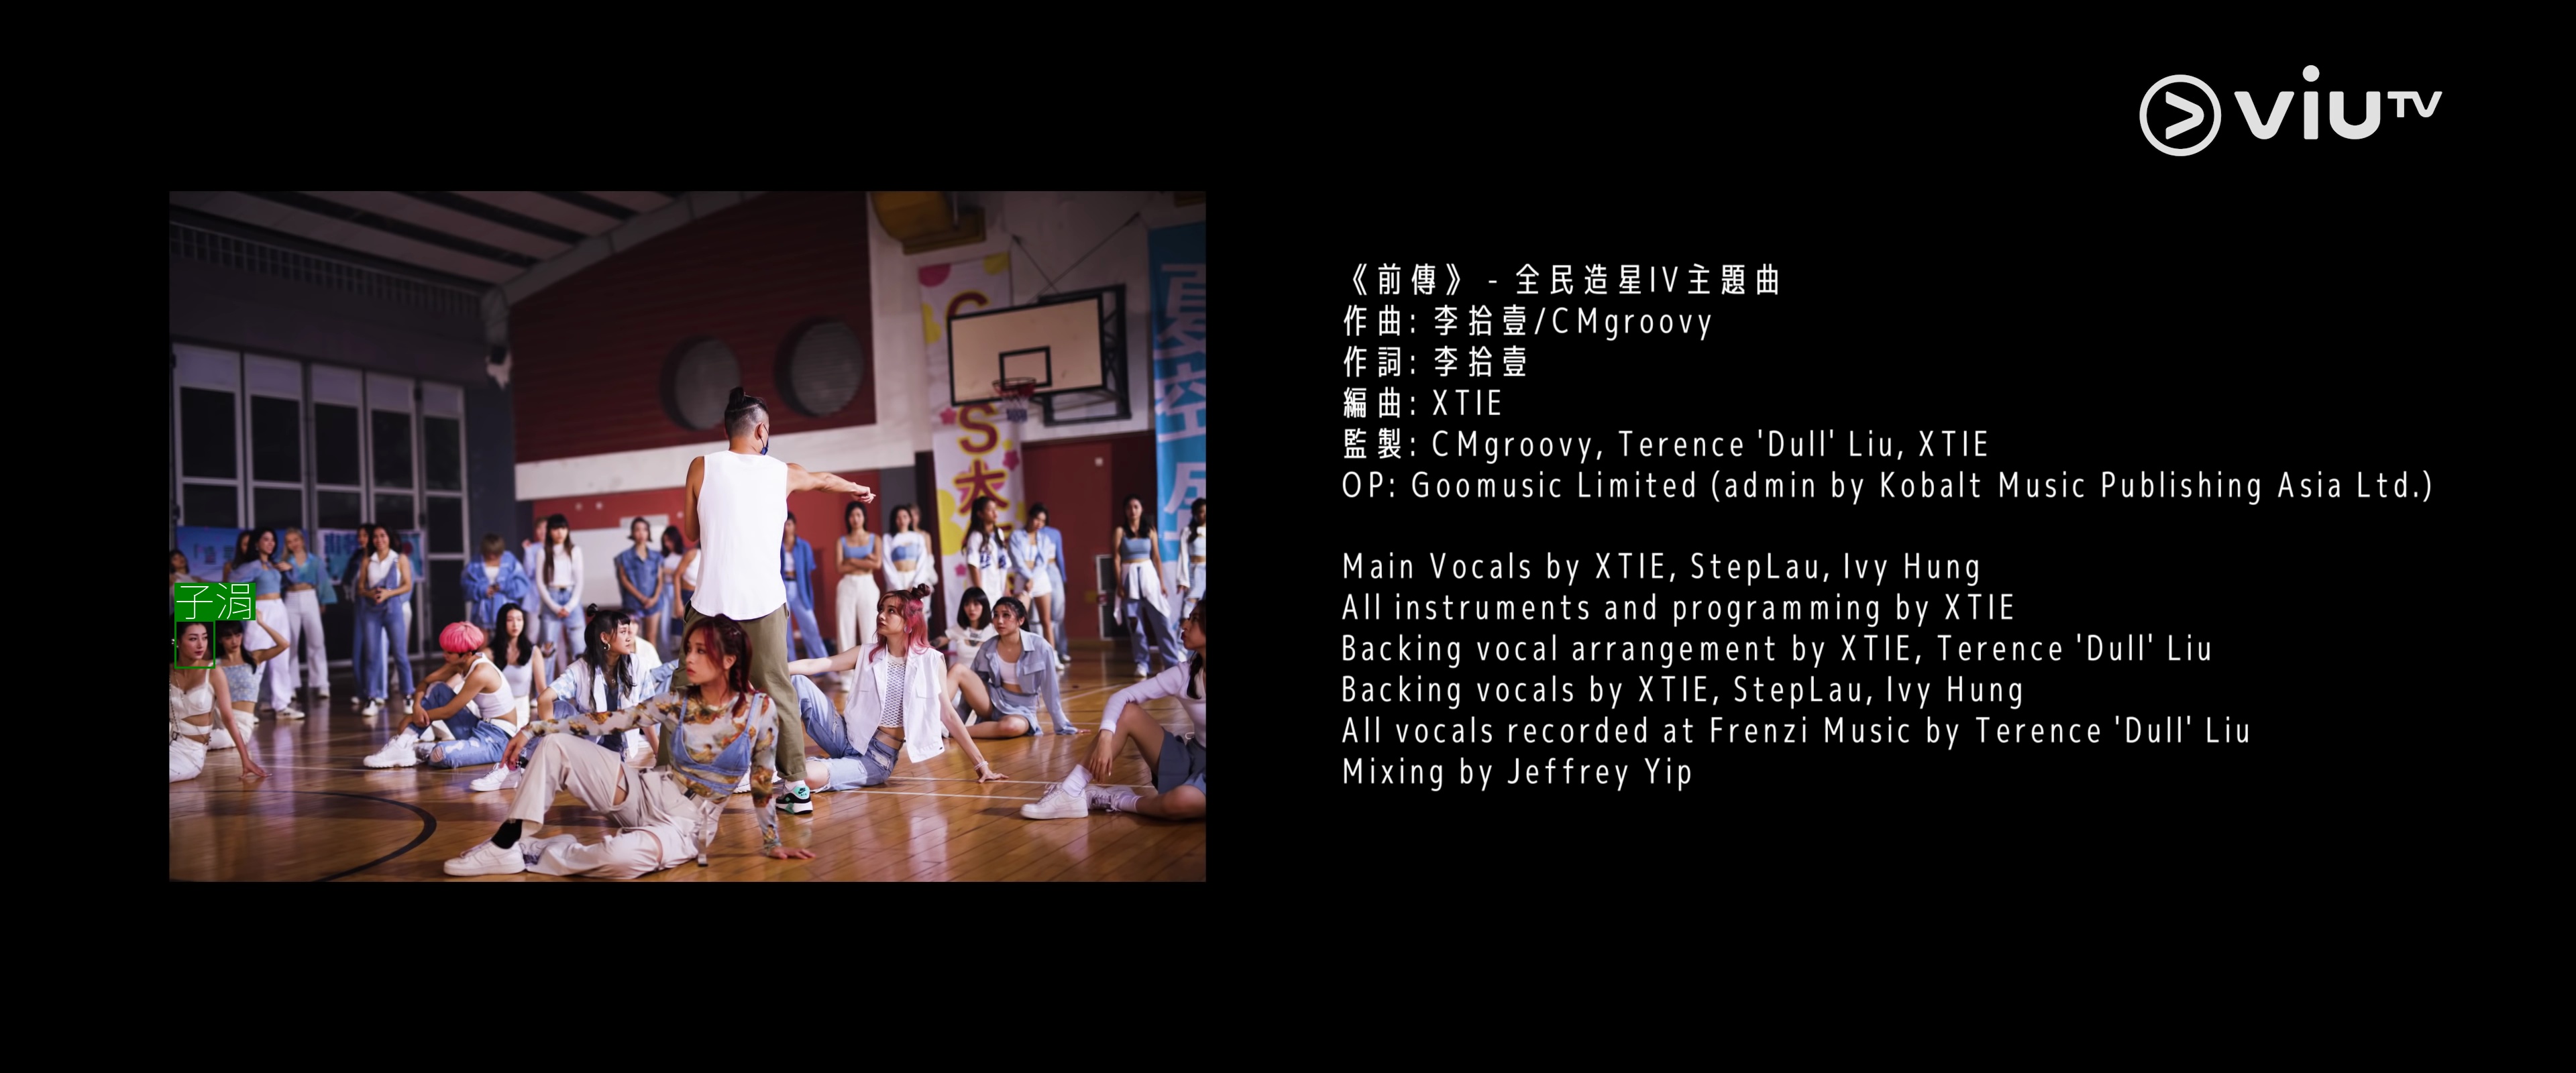 viuTV
《前傳》 - 全民造星IV主題曲
作曲: 李拾壹/CMgroovy
作詞: 李拾壹
編曲: XTIE
監製: CMgroovy, Terence 'Dull' Liu, XTIE
OP: Goomusic Limited (admin by Kobalt Music Publishing Asia Ltd.)
Main Vocals by XTIE, StepLau, Ivy Hung
All instruments and programming by XTIE
Backing vocal arrangement by XTIE, Terence 'Dull' Liu
Backing vocals by XTIE, StepLau, Ivy Hung
All vocals recorded at Frenzi Music by Terence 'Dull' Liu
Mixing by Jeffrey Yip
子涓
S大
夏空